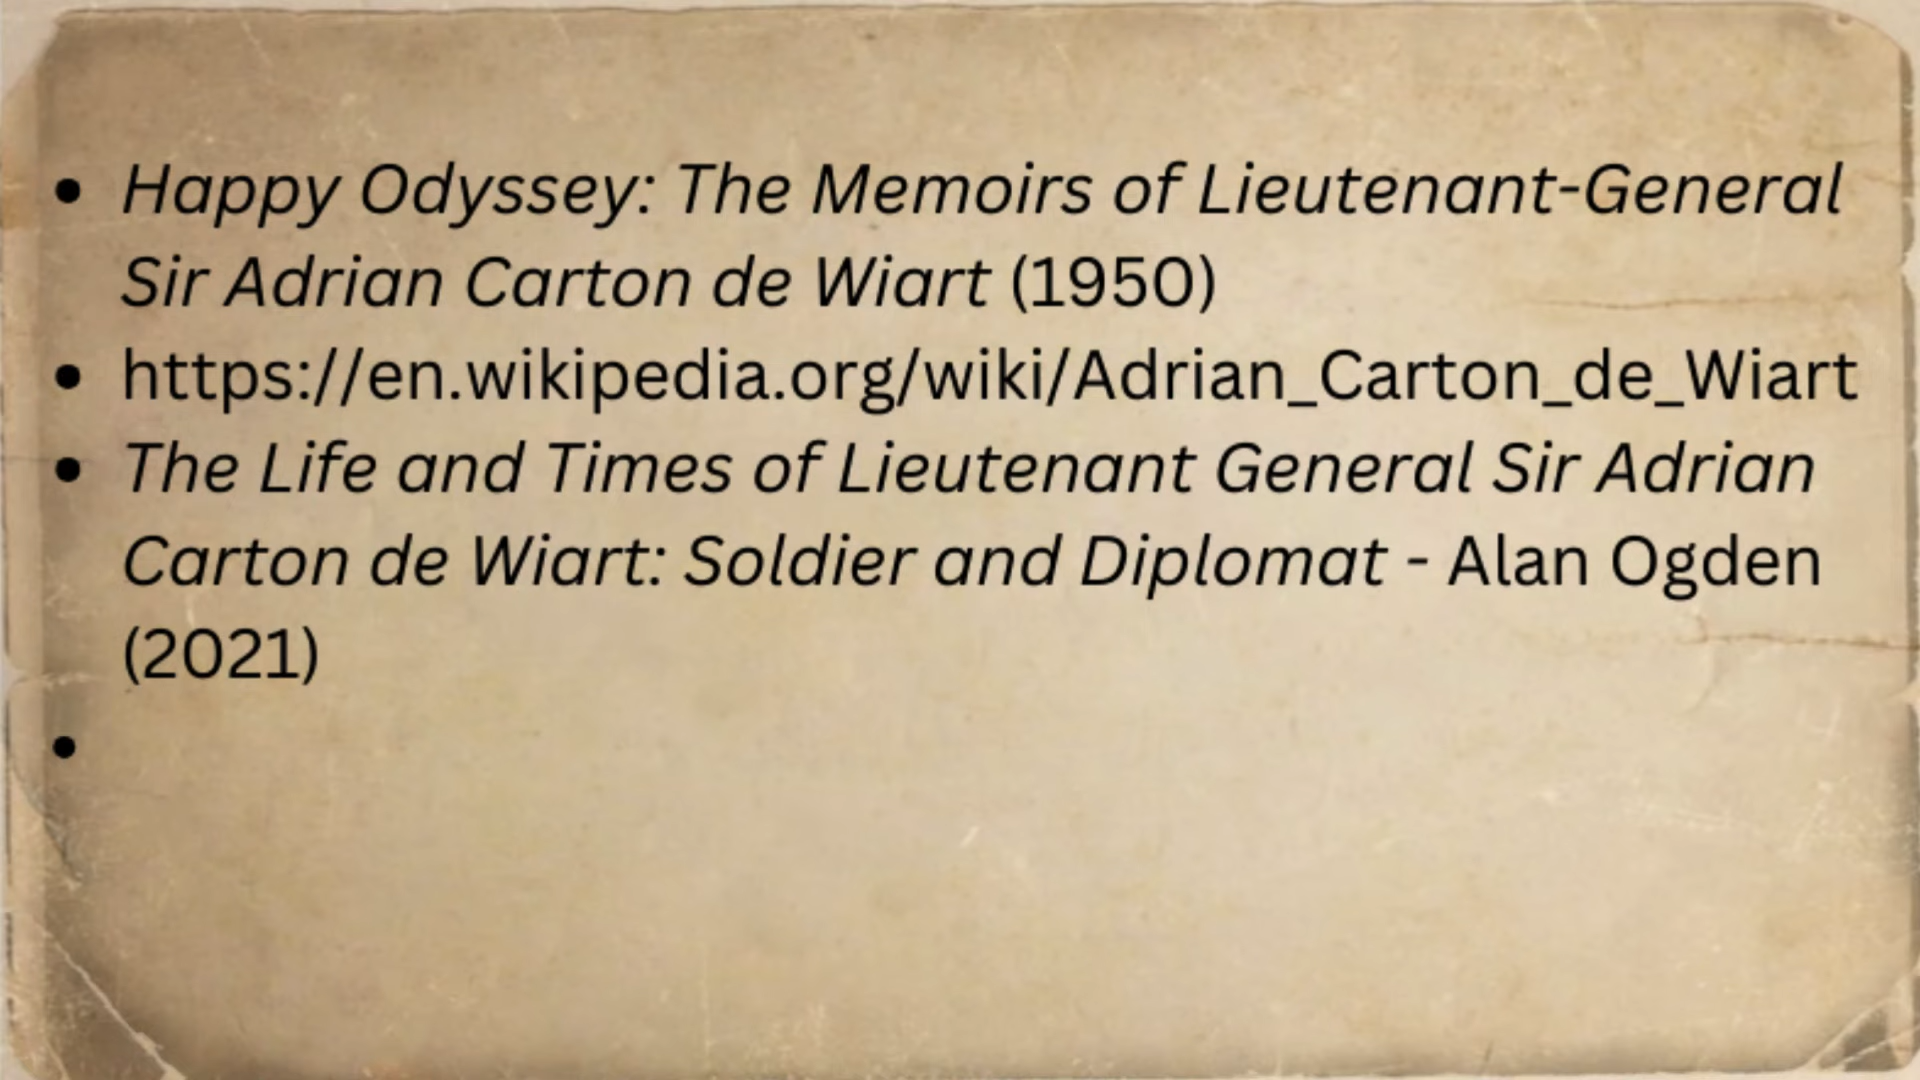 • Happy Odyssey: The Memoirs of Lieutenant-General
Sir Adrian Carton de Wiart (1950)
• https://en.wikipedia.org/wiki/Adrian_Carton_de_Wiart
• The Life and Times of Lieutenant General Sir Adrian
Carton de Wiart: Soldier and Diplomat - Alan Ogden
(2021)
•